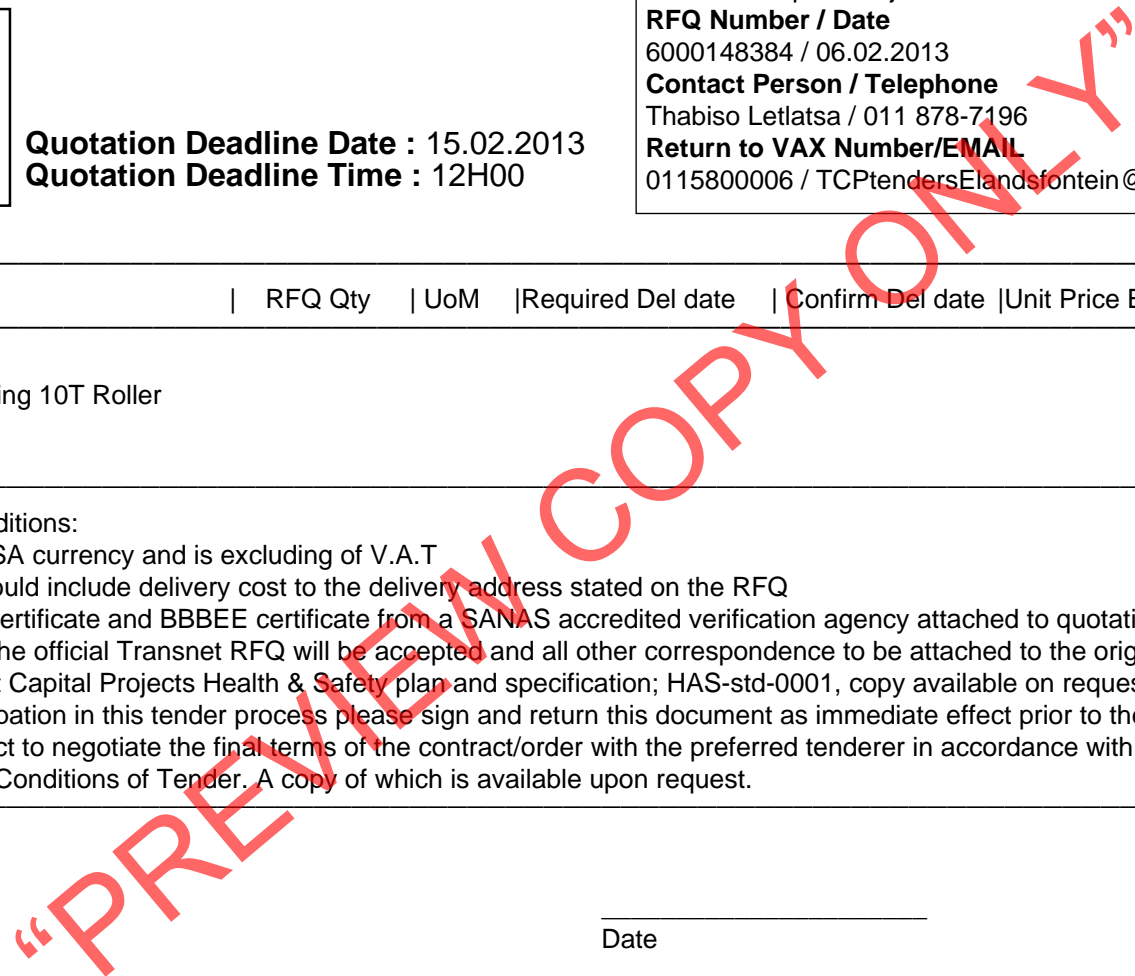 RFQ Number / Date
6000148384 / 06.02.2013
Contact Person / Telephone
Thabiso Letlatsa / 011 878-7196
Return to VAX Number/EMAIL
0115800006 / TCPtendersElandsfontein@
Quotation Deadline Date : 15.02.2013
Quotation Deadline Time : 12H00
| RFQ Qty | UoM |Required Del date | Confirm Del date |Unit Price E
ing 10T Roller
ditions:
SA currency and is excluding of V.A.T
ould include delivery cost to the delivery address stated on the RFQ
ertificate and BBBEE certificate from a SANAS accredited verification agency attached to quotati
he official Transnet RFQ will be accepted and all other correspondence to be attached to the orig
t Capital Projects Health & Safety plan and specification; HAS-std-0001, copy available on reques
pation in this tender process please sign and return this document as immediate effect prior to the
ct to negotiate the final terms of the contract/order with the preferred tenderer in accordance with
Conditions of Tender. A copy of which is available upon request.
Date
“PREVIEW COPY ONLY”